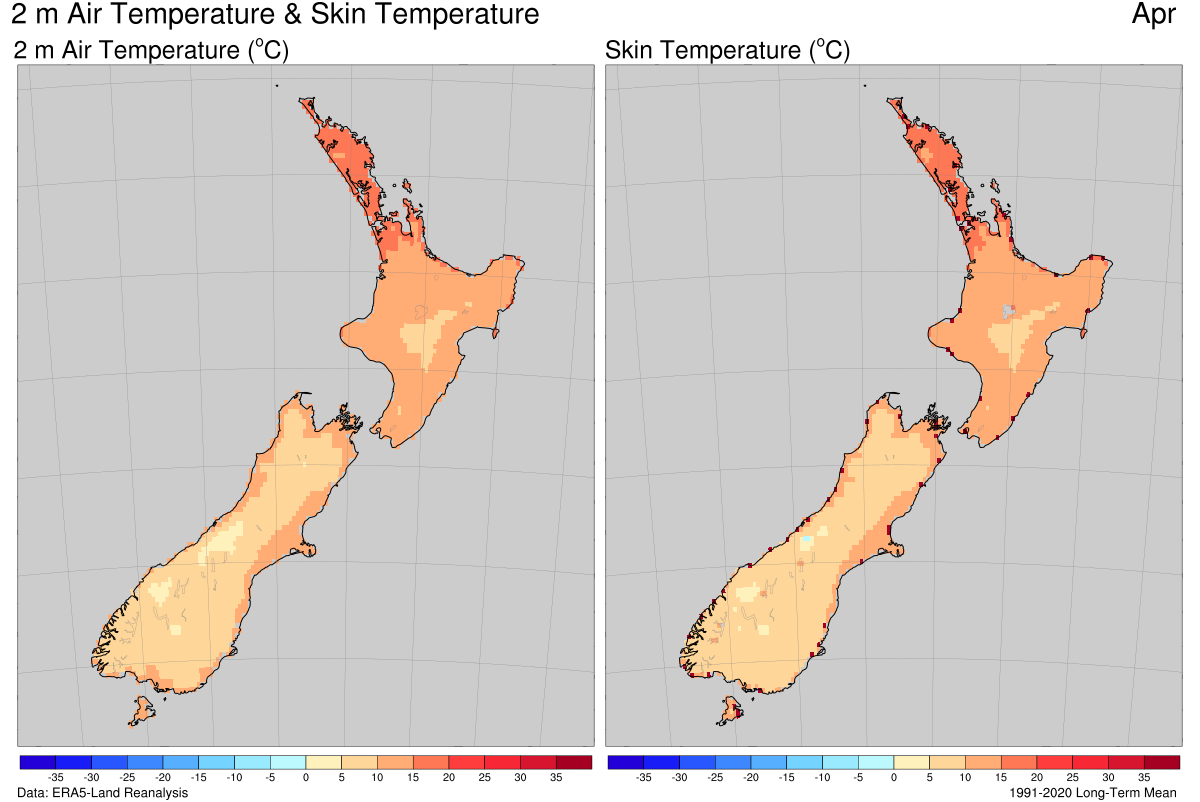 2 m Air Temperature & Skin Temperature Apr
2 m Air Temperature (°C) Skin Temperature (°C)
-35 -30 -25 -20 -15 -10 -5 0 5 10 15 20 25 30 35 -35 -30 -25 -20 -15 -10 -5 0 5 10 15 20 25 30 35
Data: ERA5-Land Reanalysis 1991-2020 Long-Term Mean